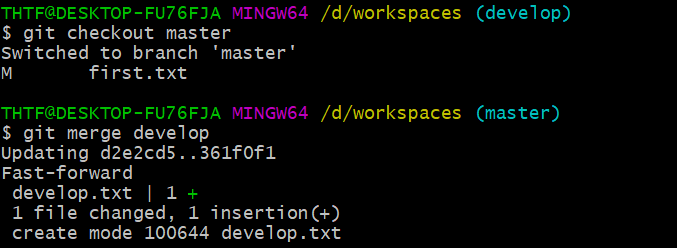 THTF@DESKTOP-FU76FJA MINGW64 /d/workspaces (develop)
$ git checkout master
Switched to branch 'master'
M       first.txt
THTF@DESKTOP-FU76FJA MINGW64 /d/workspaces (master)
$ git merge develop
Updating d2e2cd5..361f0f1
Fast-forward
 develop.txt | 1 +
 1 file changed, 1 insertion(+)
 create mode 100644 develop.txt